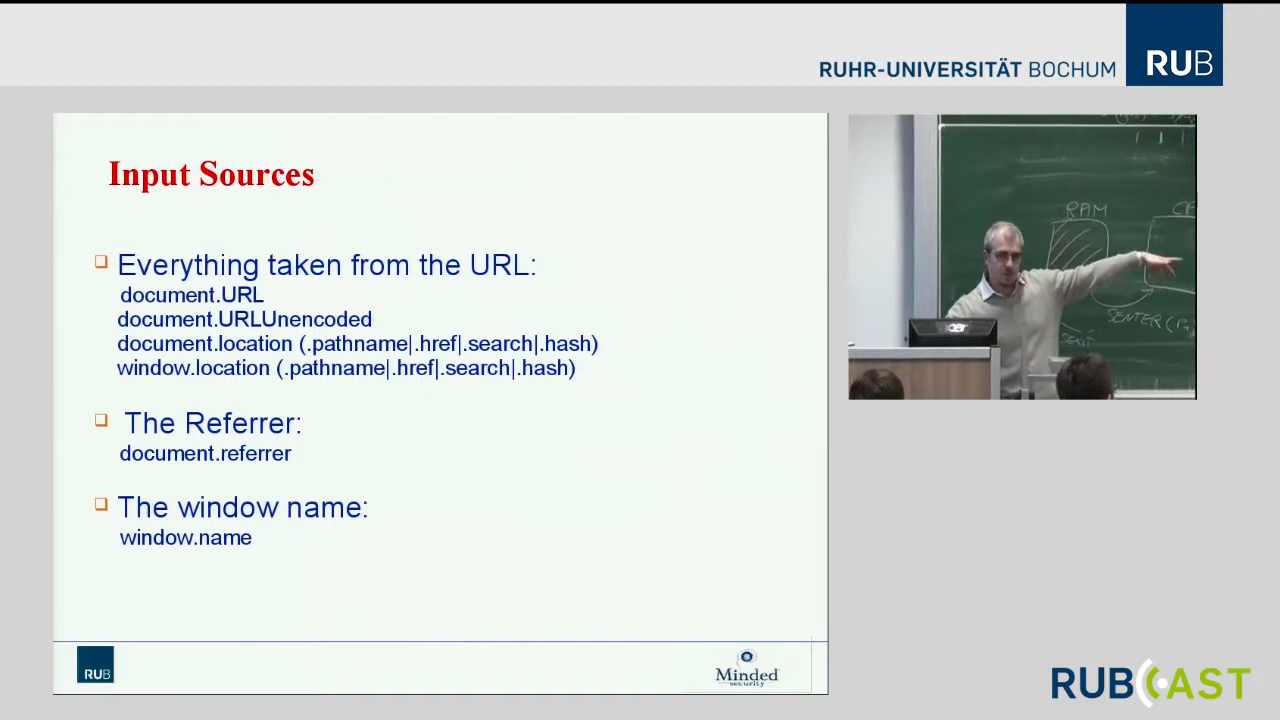 RUHR-UNIVERSITÄT BOCHUM
RUB
Input Sources
Everything taken from the URL:
document.URL
document.URLUnencoded
document.location (.pathname|.href|.search|.hash)
window.location (.pathname|.href|.search|.hash)
The Referrer:
document.referrer
The window name:
window.name
RUB
Minded
security
RAM
acer
RUBCAST